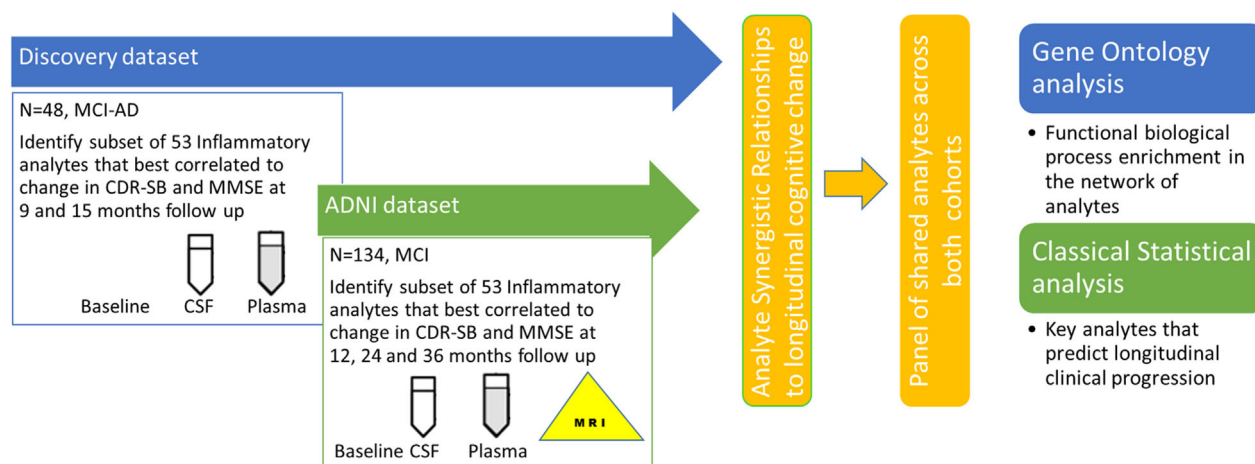 Discovery dataset
N=48, MCI-AD
Identify subset of 53 Inflammatory
analytes that best correlated to
change in CDR-SB and MMSE at
9 and 15 months follow up
Baseline CSF Plasma
ADNI dataset
N=134, MCI
Identify subset of 53 Inflammatory
analytes that best correlated to
change in CDR-SB and MMSE at
12, 24 and 36 months follow up
MRI
Baseline CSF Plasma
Analyte Synergistic Relationships
to longitudinal cognitive change
Panel of shared analytes across
both cohorts
Gene Ontology
analysis
• Functional biological
process enrichment in
the network of
analytes
Classical Statistical
analysis
• Key analytes that
predict longitudinal
clinical progression